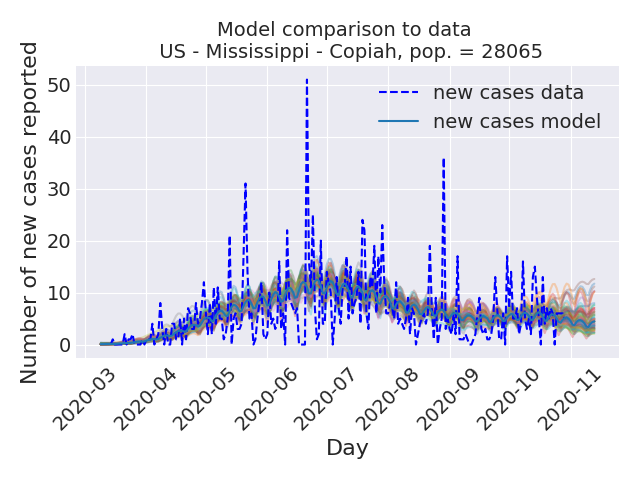 Model comparison to data
US - Mississippi - Copiah, pop. = 28065
Number of new cases reported
50
40
30
20
10
0
new cases data
new cases model
2020-03
2020-04
2020-05
2020-06
2020-07
2020-08
2020-09
2020-10
2020-11
Day